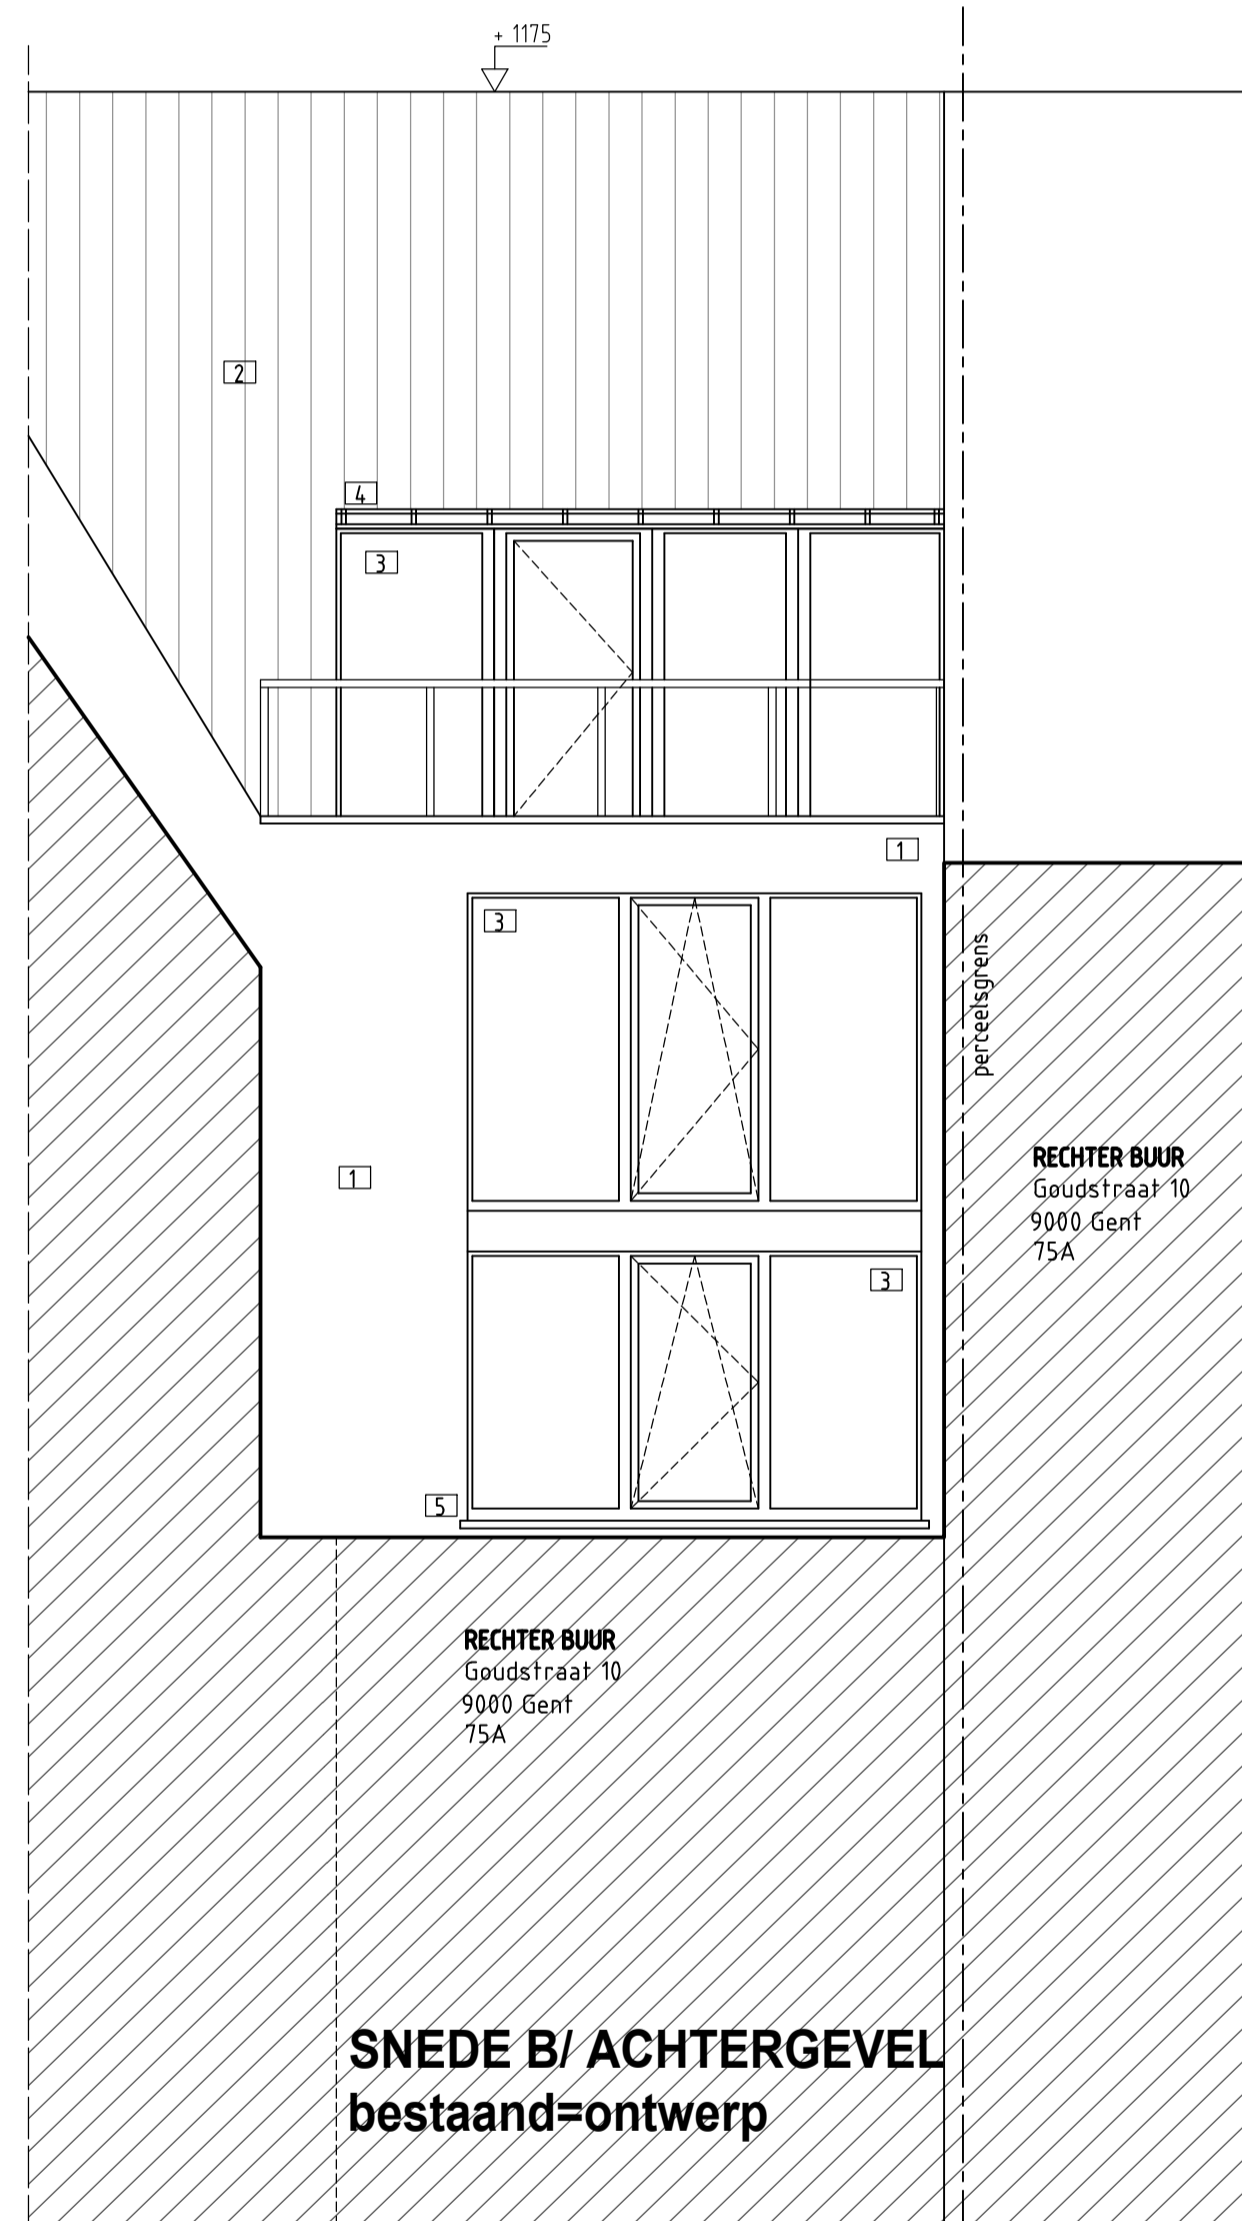 + 1175
2
4
3
1
3
perceelsgrens
RECHTER BUUR
Goudstraat 10
9000 Gent
75A
1
3
5
RECHTER BUUR
Goudstraat 10
9000 Gent
75A
SNEDE B/ ACHTERGEVEL
bestaand=ontwerp